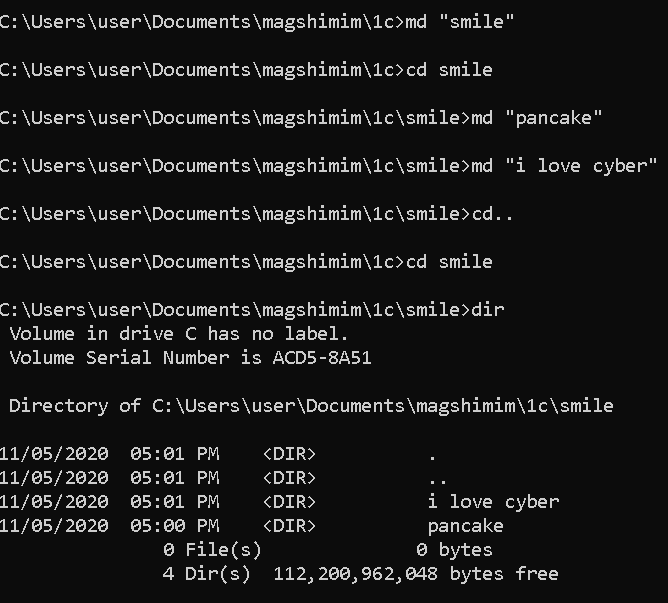 C:\Users\user\Documents\magshimim\1c>md "smile"
C:\Users\user\Documents\magshimim\1c>cd smile
C:\Users\user\Documents\magshimim\1c\smile>md "pancake"
C:\Users\user\Documents\magshimim\1c\smile>md "i love cyber"
C:\Users\user\Documents\magshimim\1c\smile>cd..
C:\Users\user\Documents\magshimim\1c>cd smile
C:\Users\user\Documents\magshimim\1c\smile>dir
Volume in drive C has no label.
Volume Serial Number is ACD5-8A51
Directory of C:\Users\user\Documents\magshimim\1c\smile
11/05/2020  05:01 PM    <DIR>          .
11/05/2020  05:01 PM    <DIR>          ..
11/05/2020  05:01 PM    <DIR>          i love cyber
11/05/2020  05:00 PM    <DIR>          pancake
0 File(s)              0 bytes
4 Dir(s)  112,200,962,048 bytes free